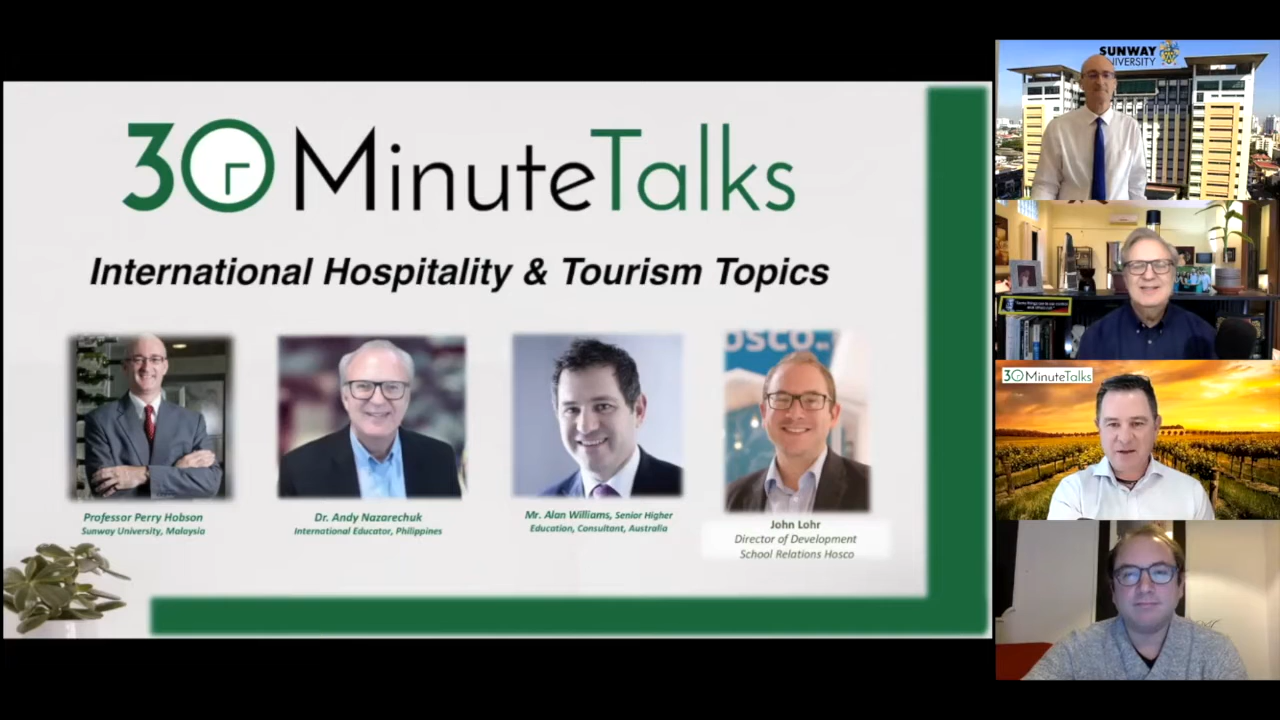 30MinuteTalks
International Hospitality & Tourism Topics
osco
Professor Perry Hobson
Sunway University, Malaysia
Dr. Andy Nazarechuk
International Educator, Philippines
Mr. Alan Williams, Senior Higher
Education, Consultant, Australia
John Lohr
Director of Development
School Relations Hosco
SUNWAY
UNIVERSITY
30MinuteTalks